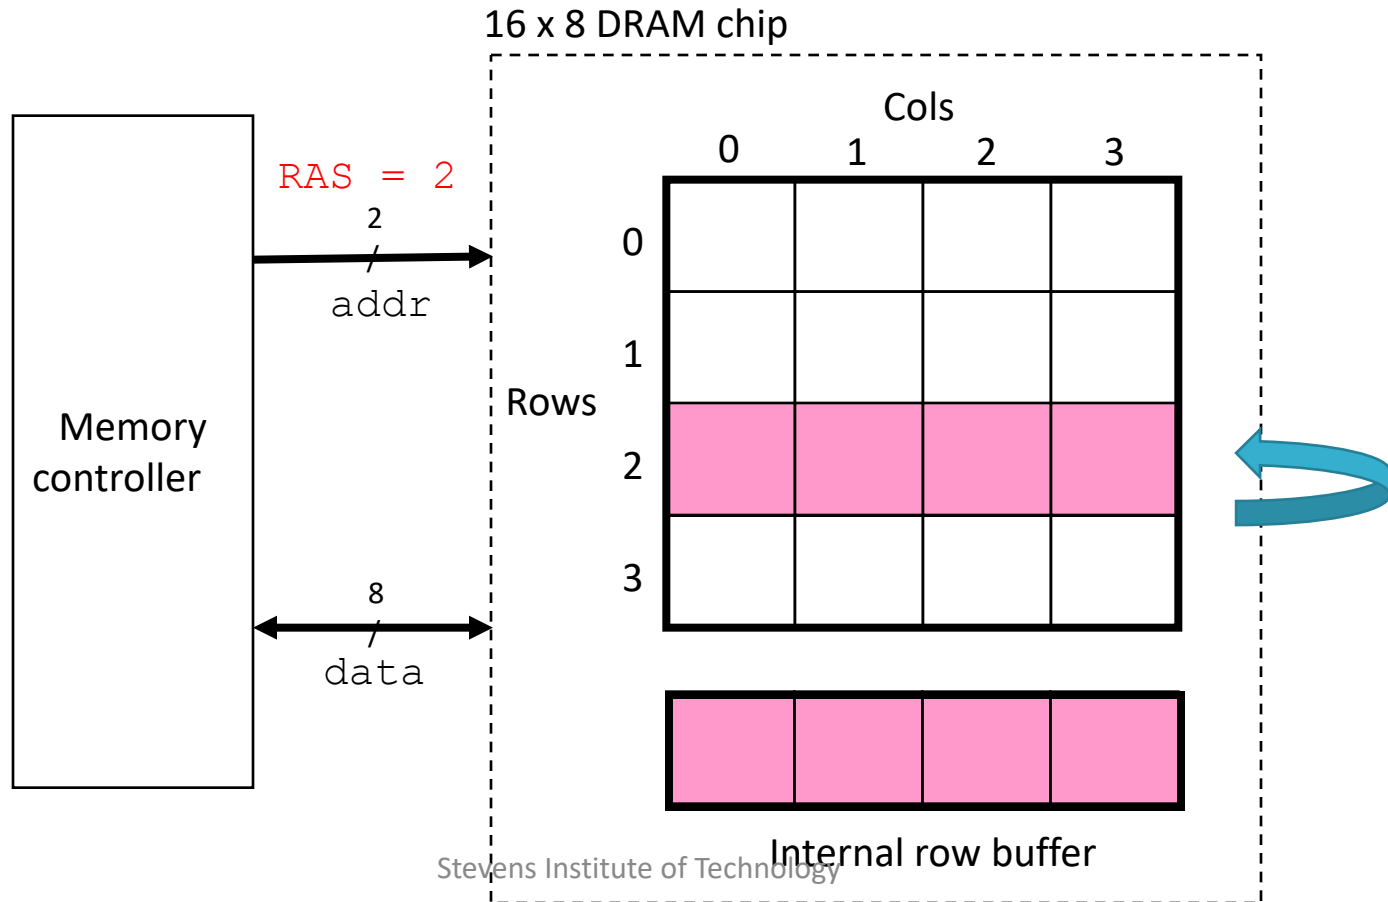 16 x 8 DRAM chip
Cols
0 1 2 3
RAS = 2
2
addr
0
1
Rows
2
3
Memory
controller
8
data
Internal row buffer
Stevens Institute of Technology